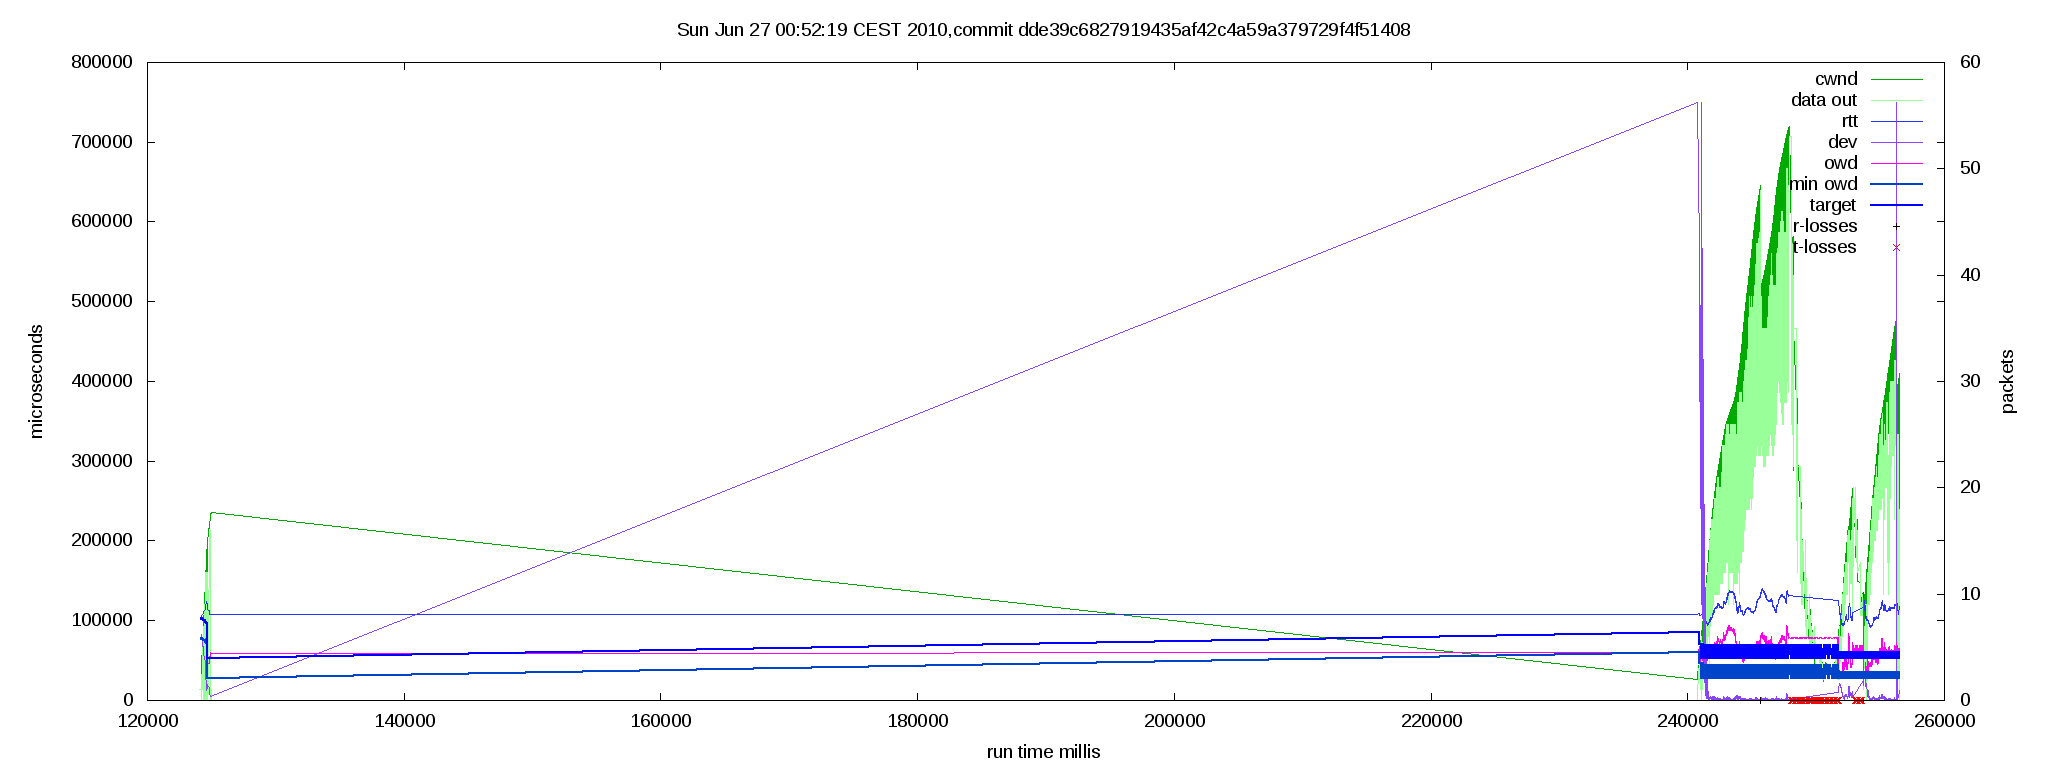 Sun Jun 27 00:52:19 CEST 2010,commit dde39c6827919435af42c4a59a379729f4f51408
800000
700000
600000
500000
400000
300000
200000
100000
0
microseconds
60
50
40
30
20
10
0
packets
cwnd
data out
rtt
dev
owd
min owd
target
r-losses
t-losses
120000 140000 160000 180000 200000 220000 240000 260000
run time millis